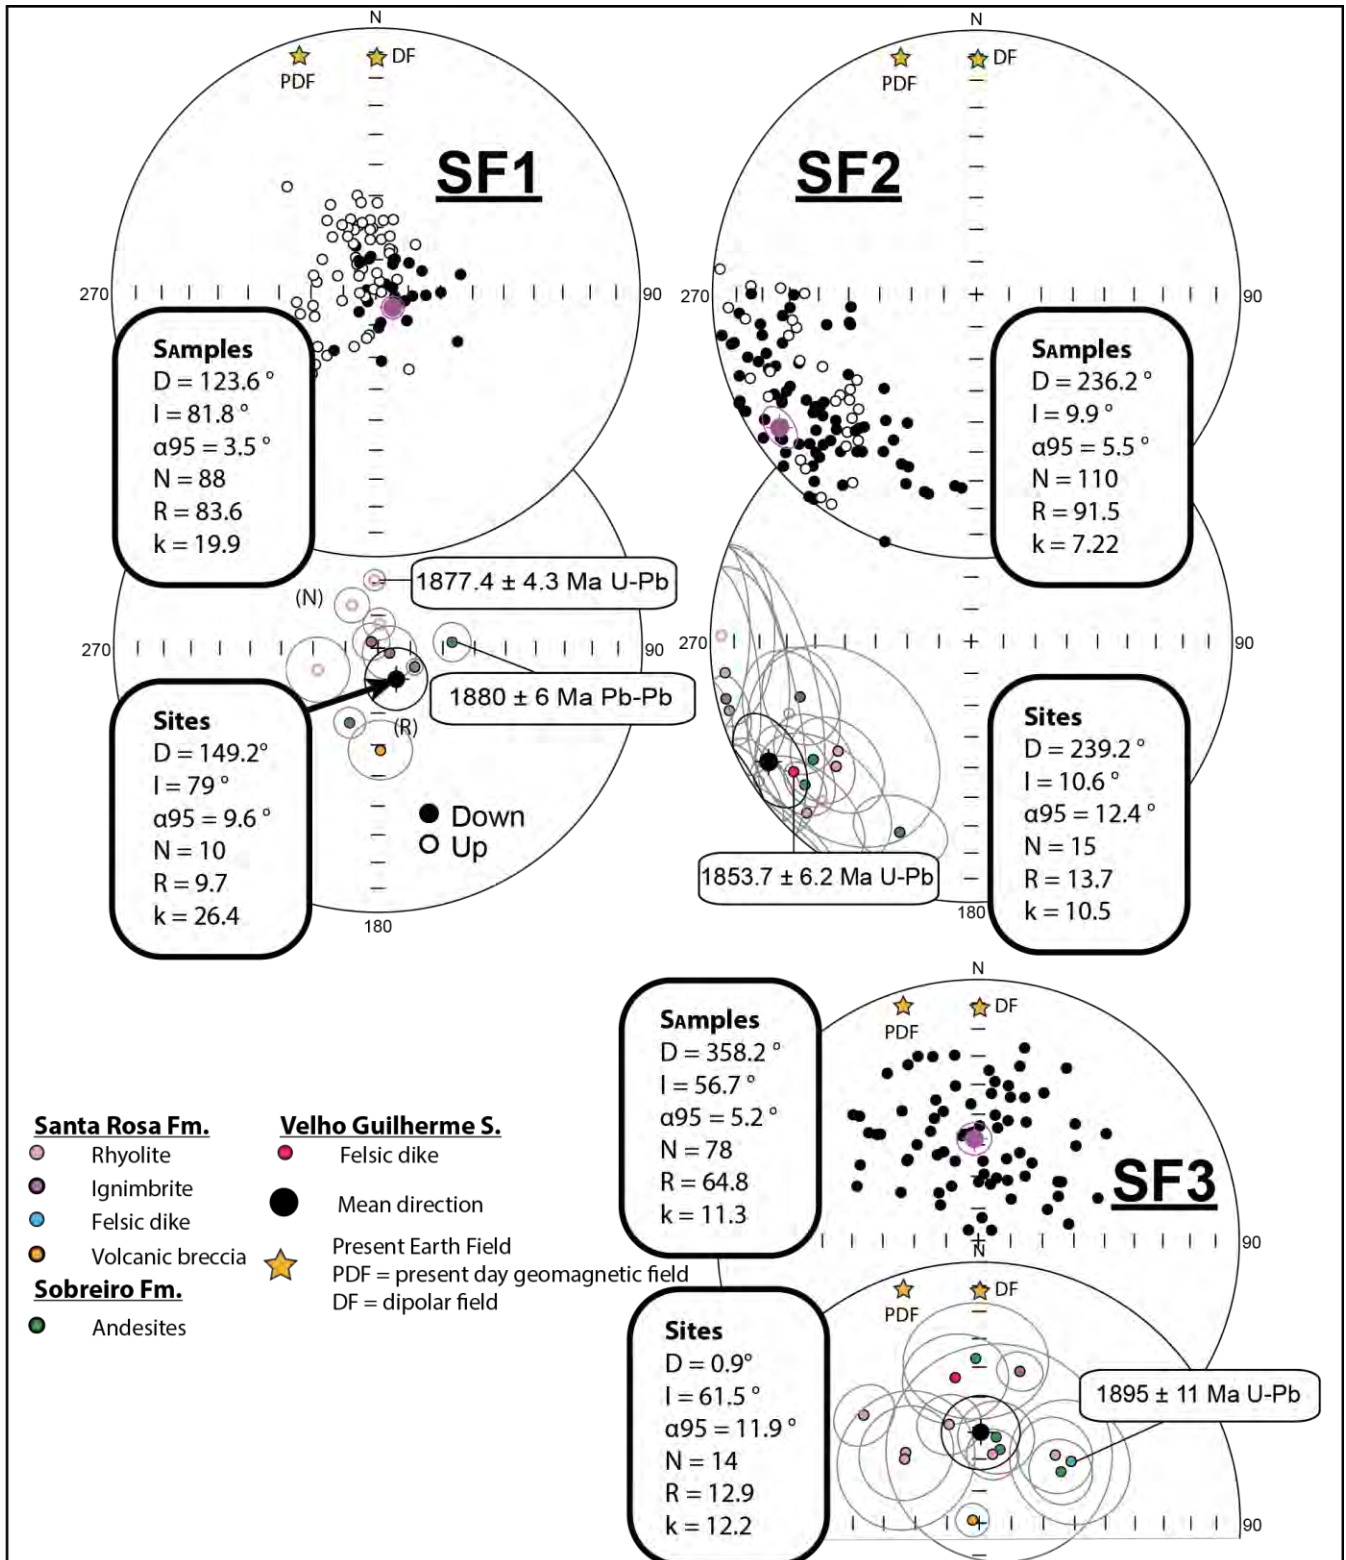 N
DF
PDF
SF1
270
90
SAmples
D = 123.6 °
I = 81.8 °
α95 = 3.5 °
N = 88
R = 83.6
k = 19.9
N
DF
PDF
SF2
270
90
SAmples
D = 236.2 °
I = 9.9 °
α95 = 5.5 °
N = 110
R = 91.5
k = 7.22
1877.4 ± 4.3 Ma U-Pb
(N)
270
90
1880 ± 6 Ma Pb-Pb
(R)
Sites
D = 149.2°
I = 79 °
α95 = 9.6 °
N = 10
R = 9.7
k = 26.4
Down
Up
180
270
90
1853.7 ± 6.2 Ma U-Pb
180
Sites
D = 239.2°
I = 10.6 °
α95 = 12.4 °
N = 15
R = 13.7
k = 10.5
N
DF
PDF
SF3
90
SAmples
D = 358.2 °
I = 56.7 °
α95 = 5.2 °
N = 78
R = 64.8
k = 11.3
N
DF
PDF
1895 ± 11 Ma U-Pb
90
Sites
D = 0.9°
I = 61.5 °
α95 = 11.9 °
N = 14
R = 12.9
k = 12.2
Santa Rosa Fm.
Rhyolite
Ignimbrite
Felsic dike
Volcanic breccia
Sobreiro Fm.
Andesites
Velho Guilherme S.
Felsic dike
Mean direction
Present Earth Field
PDF = present day geomagnetic field
DF = dipolar field